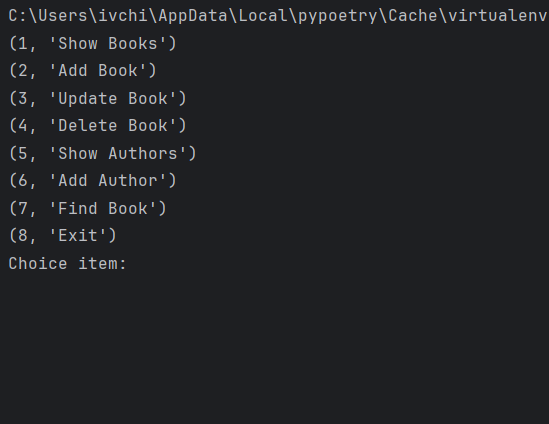 C:\Users\ivchi\AppData\Local\pypoetry\Cache\virtualenv
(1, 'Show Books')
(2, 'Add Book')
(3, 'Update Book')
(4, 'Delete Book')
(5, 'Show Authors')
(6, 'Add Author')
(7, 'Find Book')
(8, 'Exit')
Choice item: